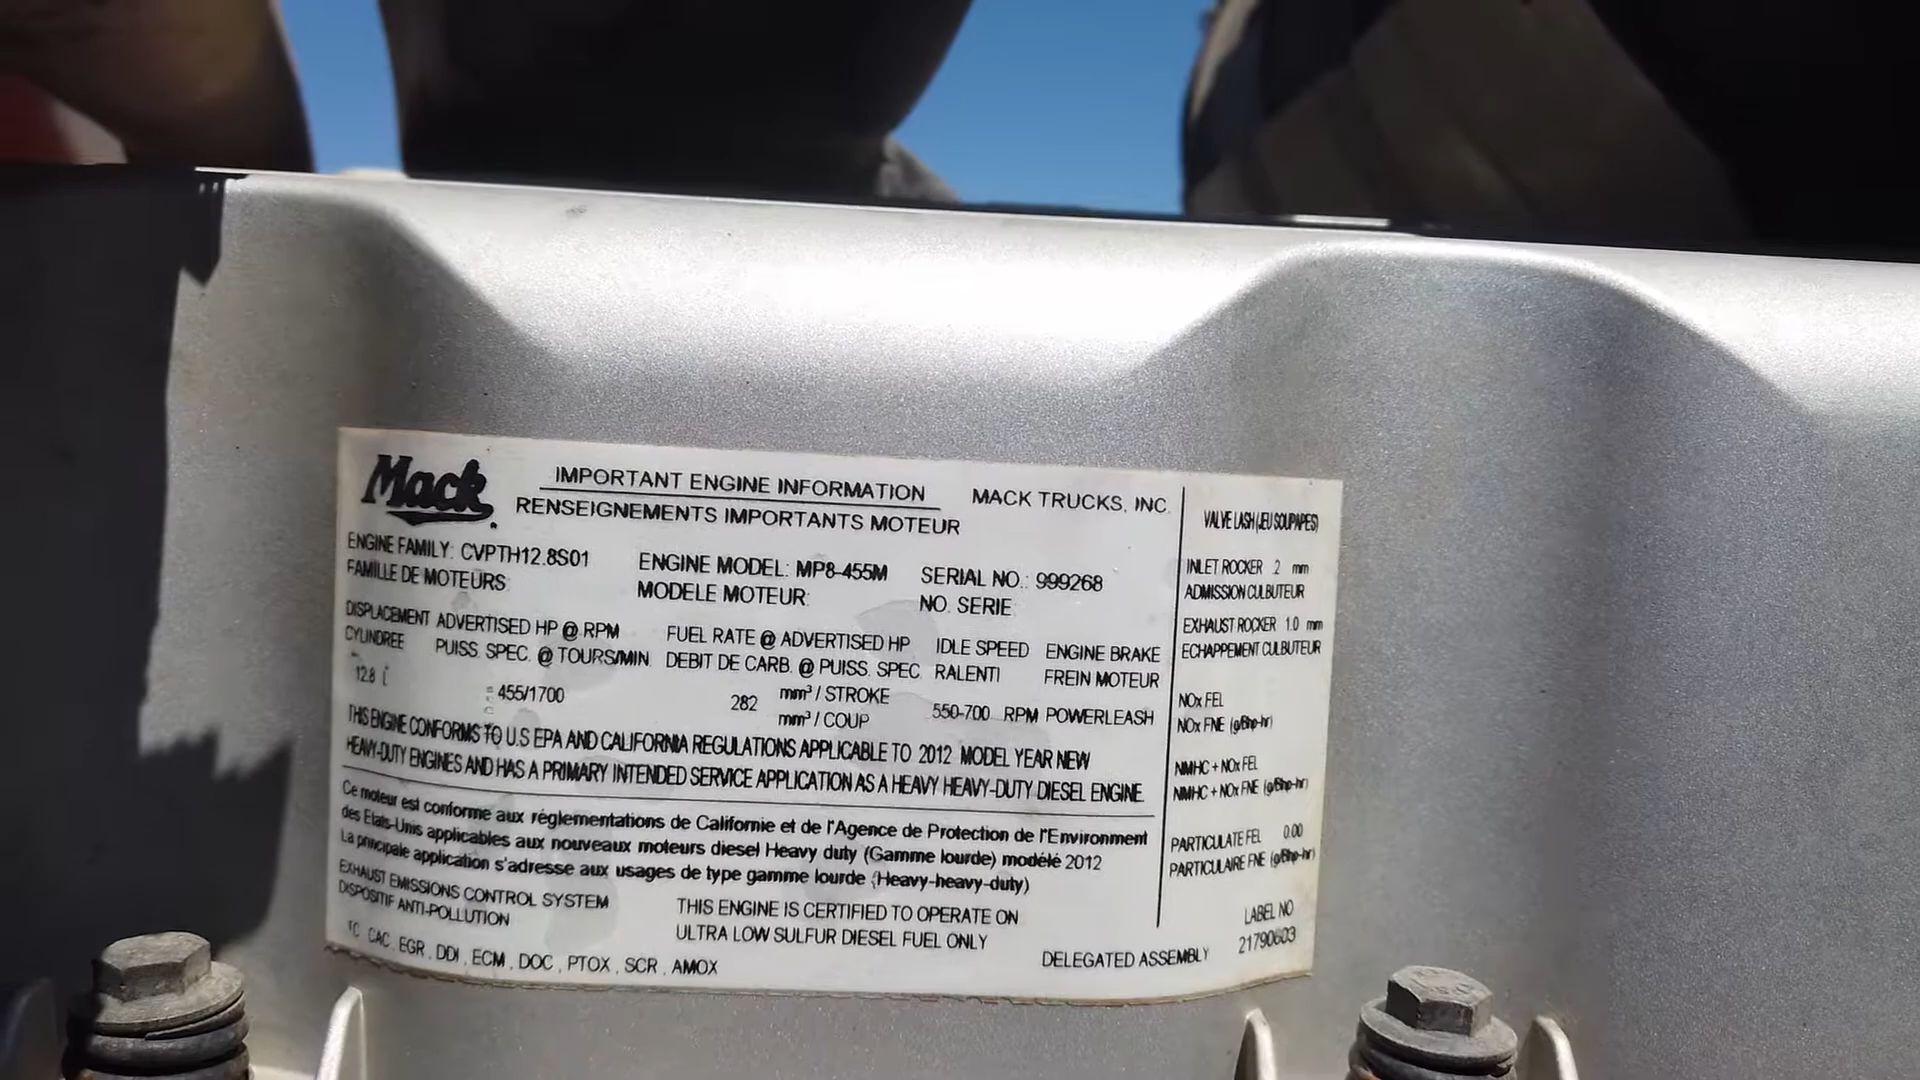 Mack
IMPORTANT ENGINE INFORMATION
MACK TRUCKS, INC.
RENSEIGNEMENTS IMPORTANTS MOTEUR
ENGINE FAMILY: CVPTH12.8S01
FAMILLE DE MOTEURS:
ENGINE MODEL: MP8-455M
MODELE MOTEUR:
SERIAL NO.: 999268
NO. SERIE:
DISPLACEMENT
CYLINDREE
12.8 L
ADVERTISED HP @ RPM
PUISS. SPEC. @ TOURS/MIN.
455/1700
FUEL RATE @ ADVERTISED HP
DEBIT DE CARB. @ PUISS. SPEC.
282
mm³ / STROKE
mm³ / COUP
IDLE SPEED
RALENTI
550-700 RPM
ENGINE BRAKE
FREIN MOTEUR
POWERLEASH
THIS ENGINE CONFORMS TO U.S EPA AND CALIFORNIA REGULATIONS APPLICABLE TO 2012 MODEL YEAR NEW
HEAVY-DUTY ENGINES AND HAS A PRIMARY INTENDED SERVICE APPLICATION AS A HEAVY HEAVY-DUTY DIESEL ENGINE.
Ce moteur est conforme aux réglementations de Californie et de l'Agence de Protection de l'Environment
des Etats-Unis applicables aux nouveaux moteurs diesel Heavy duty (Gamme lourde) modélé 2012
La principale application s'adresse aux usages de type gamme lourde (Heavy-heavy-duty)
EXHAUST EMISSIONS CONTROL SYSTEM
DISPOSITIF ANTI-POLLUTION
TC, CAC, EGR, DDI, ECM, DOC, PTOX, SCR, AMOX
THIS ENGINE IS CERTIFIED TO OPERATE ON
ULTRA LOW SULFUR DIESEL FUEL ONLY
DELEGATED ASSEMBLY
VALVE LASH (JEU SOUPAPES)
INLET ROCKER .2 mm
ADMISSION CULBUTEUR
EXHAUST ROCKER 1.0 mm
ECHAPPEMENT CULBUTEUR
NOx FEL
NOx FNE (g/Bhp-hr)
NMHC + NOx FEL
NMHC + NOx FNE (g/Bhp-hr)
PARTICULATE FEL 0.00
PARTICULAIRE FNE (g/Bhp-hr)
LABEL NO
21790603